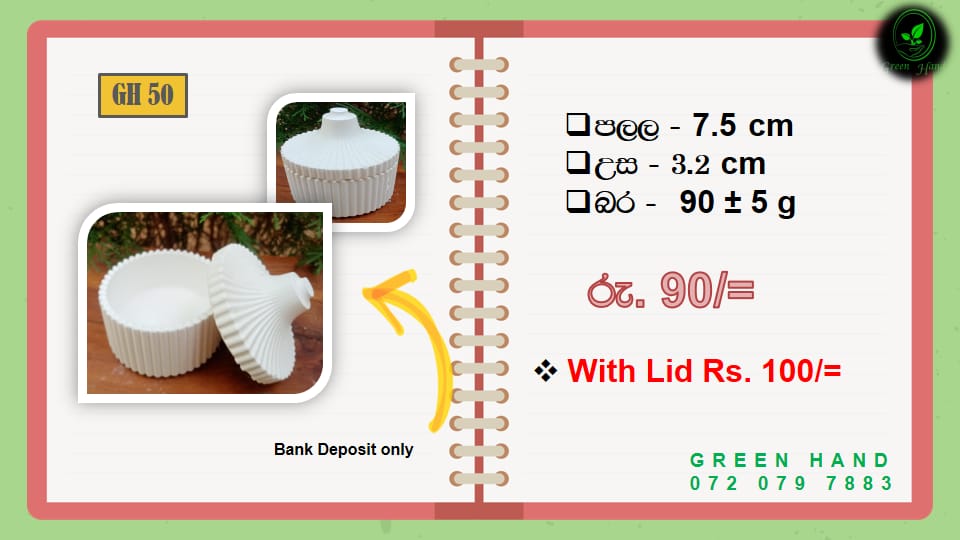 GH 50
Bank Deposit only
Green Hand
❑පලල - 7.5 cm
❑උස - 3.2 cm
❑බර - 90 ± 5 g
රු. 90/=
❖ With Lid Rs. 100/=
GREEN HAND
072 079 7883